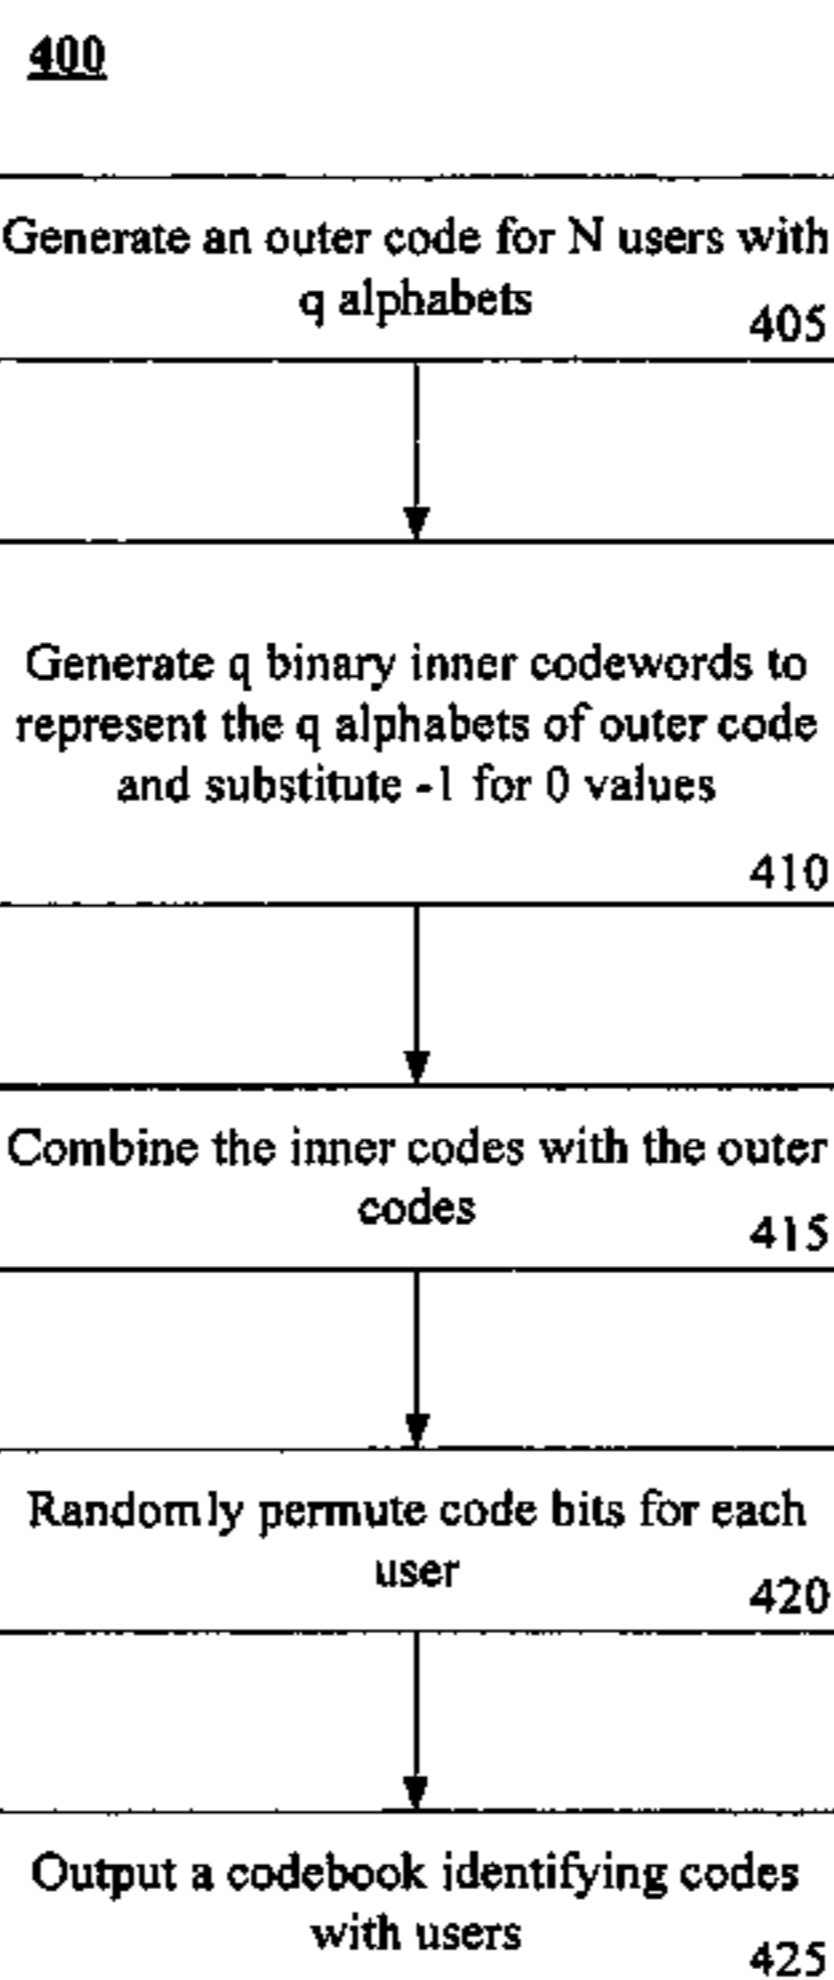 400
Generate an outer code for N users with
q alphabets
405
Generate q binary inner codewords to
represent the q alphabets of outer code
and substitute -1 for 0 values
410
Combine the inner codes with the outer
codes
415
Randomly permute code bits for each
user
420
Output a codebook identifying codes
with users
425